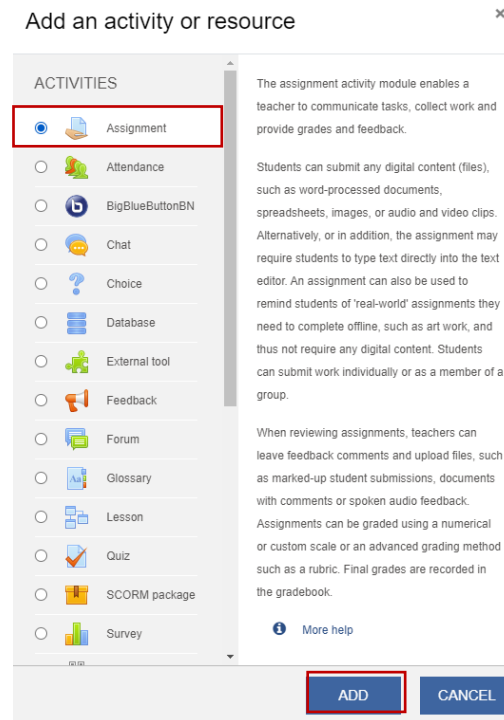 Add an activity or resource
×
ACTIVITIES
Assignment
Attendance
b BigBlueButtonBN
Chat
? Choice
Database
External tool
Feedback
Forum
Aa Glossary
Lesson
Quiz
SCORM package
Survey
The assignment activity module enables a
teacher to communicate tasks, collect work and
provide grades and feedback.
Students can submit any digital content (files),
such as word-processed documents,
spreadsheets, images, or audio and video clips.
Alternatively, or in addition, the assignment may
require students to type text directly into the text
editor. An assignment can also be used to
remind students of 'real-world' assignments they
need to complete offline, such as art work, and
thus not require any digital content. Students
can submit work individually or as a member of a
group.
When reviewing assignments, teachers can
leave feedback comments and upload files, such
as marked-up student submissions, documents
with comments or spoken audio feedback.
Assignments can be graded using a numerical
or custom scale or an advanced grading method
such as a rubric. Final grades are recorded in
the gradebook.
i More help
ADD CANCEL